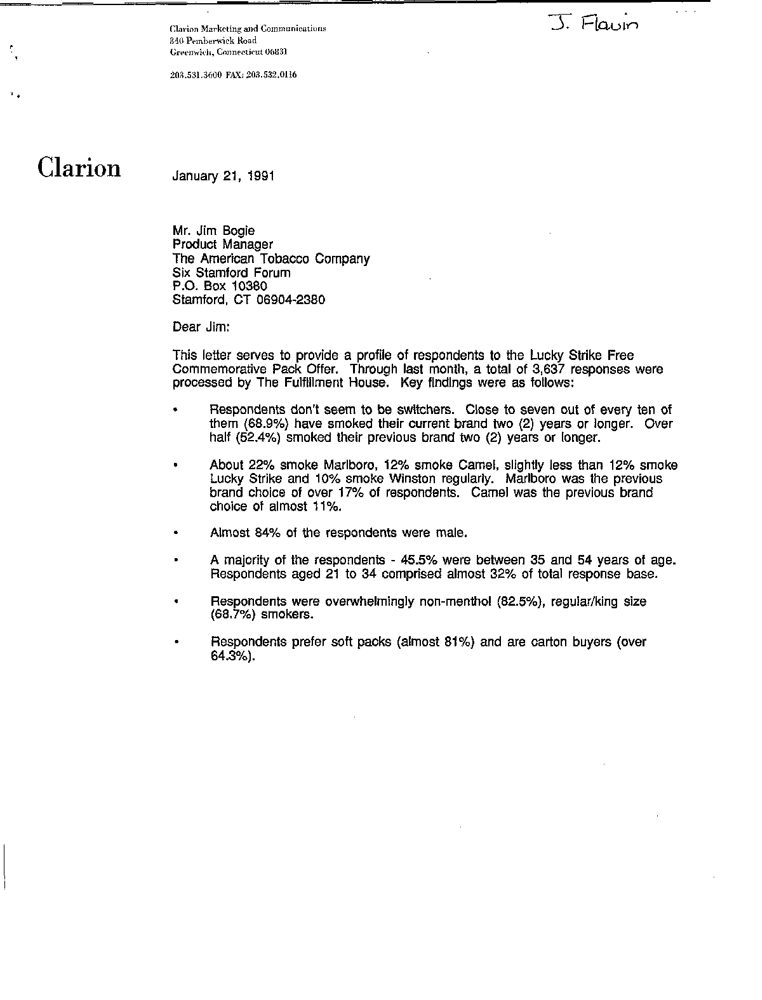 J. Flavin
Clarion Marketing and Communications
340 Pemberwick Road
Greenwich, Connecticut 06831
203.531.3600 FAX: 203.532.0116
Clarion
January 21, 1991
Mr. Jim Bogie
Product Manager
The American Tobacco Company
Six Stamford Forum
P.O. Box 10380
Stamford, CT 06904-2380
Dear Jim:
This letter serves to provide a profile of respondents to the Lucky Strike Free
Commemorative Pack Offer. Through last month, a total of 3,637 responses were
processed by The Fulfillment House. Key findings were as follows:
• Respondents don't seem to be switchers. Close to seven out of every ten of
them (68.9%) have smoked their current brand two (2) years or longer. Over
half (52.4%) smoked their previous brand two (2) years or longer.
• About 22% smoke Marlboro, 12% smoke Camel, slightly less than 12% smoke
Lucky Strike and 10% smoke Winston regularly. Marlboro was the previous
brand choice of over 17% of respondents. Camel was the previous brand
choice of almost 11%.
• Almost 84% of the respondents were male.
• A majority of the respondents - 45.5% were between 35 and 54 years of age.
Respondents aged 21 to 34 comprised almost 32% of total response base.
• Respondents were overwhelmingly non-menthol (82.5%), regular/king size
(68.7%) smokers.
• Respondents prefer soft packs (almost 81%) and are carton buyers (over
64.3%).